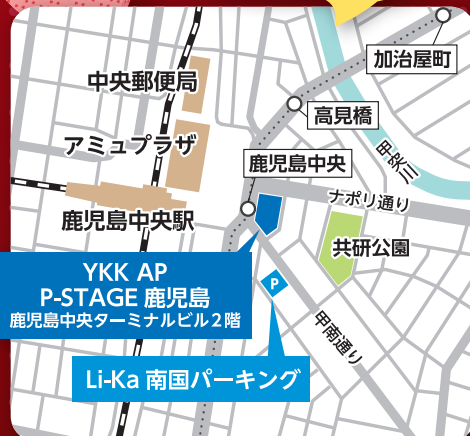 加治屋町
中央郵便局
高見橋
アミュプラザ
鹿児島中央
甲突川
ナポリ通り
鹿児島中央駅
共研公園
YKK AP
P-STAGE 鹿児島
鹿児島中央ターミナルビル2階
P
甲南通り
Li-Ka 南国パーキング